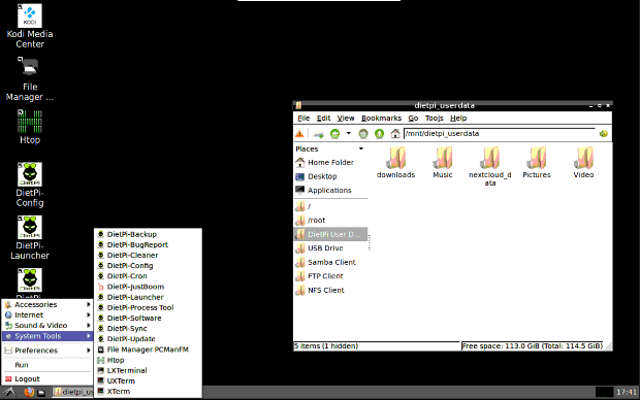 Kodi Media
Center
File
Manager ...
Htop
DietPi-
Config
DietPi-
Launcher
DietPi-
Accessories
Internet
Sound & Video
System Tools
Preferences
Run
Logout
DietPi-Backup
DietPi-BugReport
DietPi-Cleaner
DietPi-Config
DietPi-Cron
DietPi-JustBoom
DietPi-Launcher
DietPi-Process Tool
DietPi-Software
DietPi-Sync
DietPi-Update
File Manager PCManFM
Htop
LXTerminal
UXTerm
XTerm
dietpi_userdata
File Edit View Bookmarks Go Tools Help
/mnt/dietpi_userdata
Places
Home Folder
Desktop
Applications
/
/root
DietPi User D...
USB Drive
Samba Client
FTP Client
NFS Client
downloads Music nextcloud_d
ata Pictures Video
5 items (1 hidden) Free space: 113.0 GiB (Total: 114.5 GiB)
dietpi_us
17:41